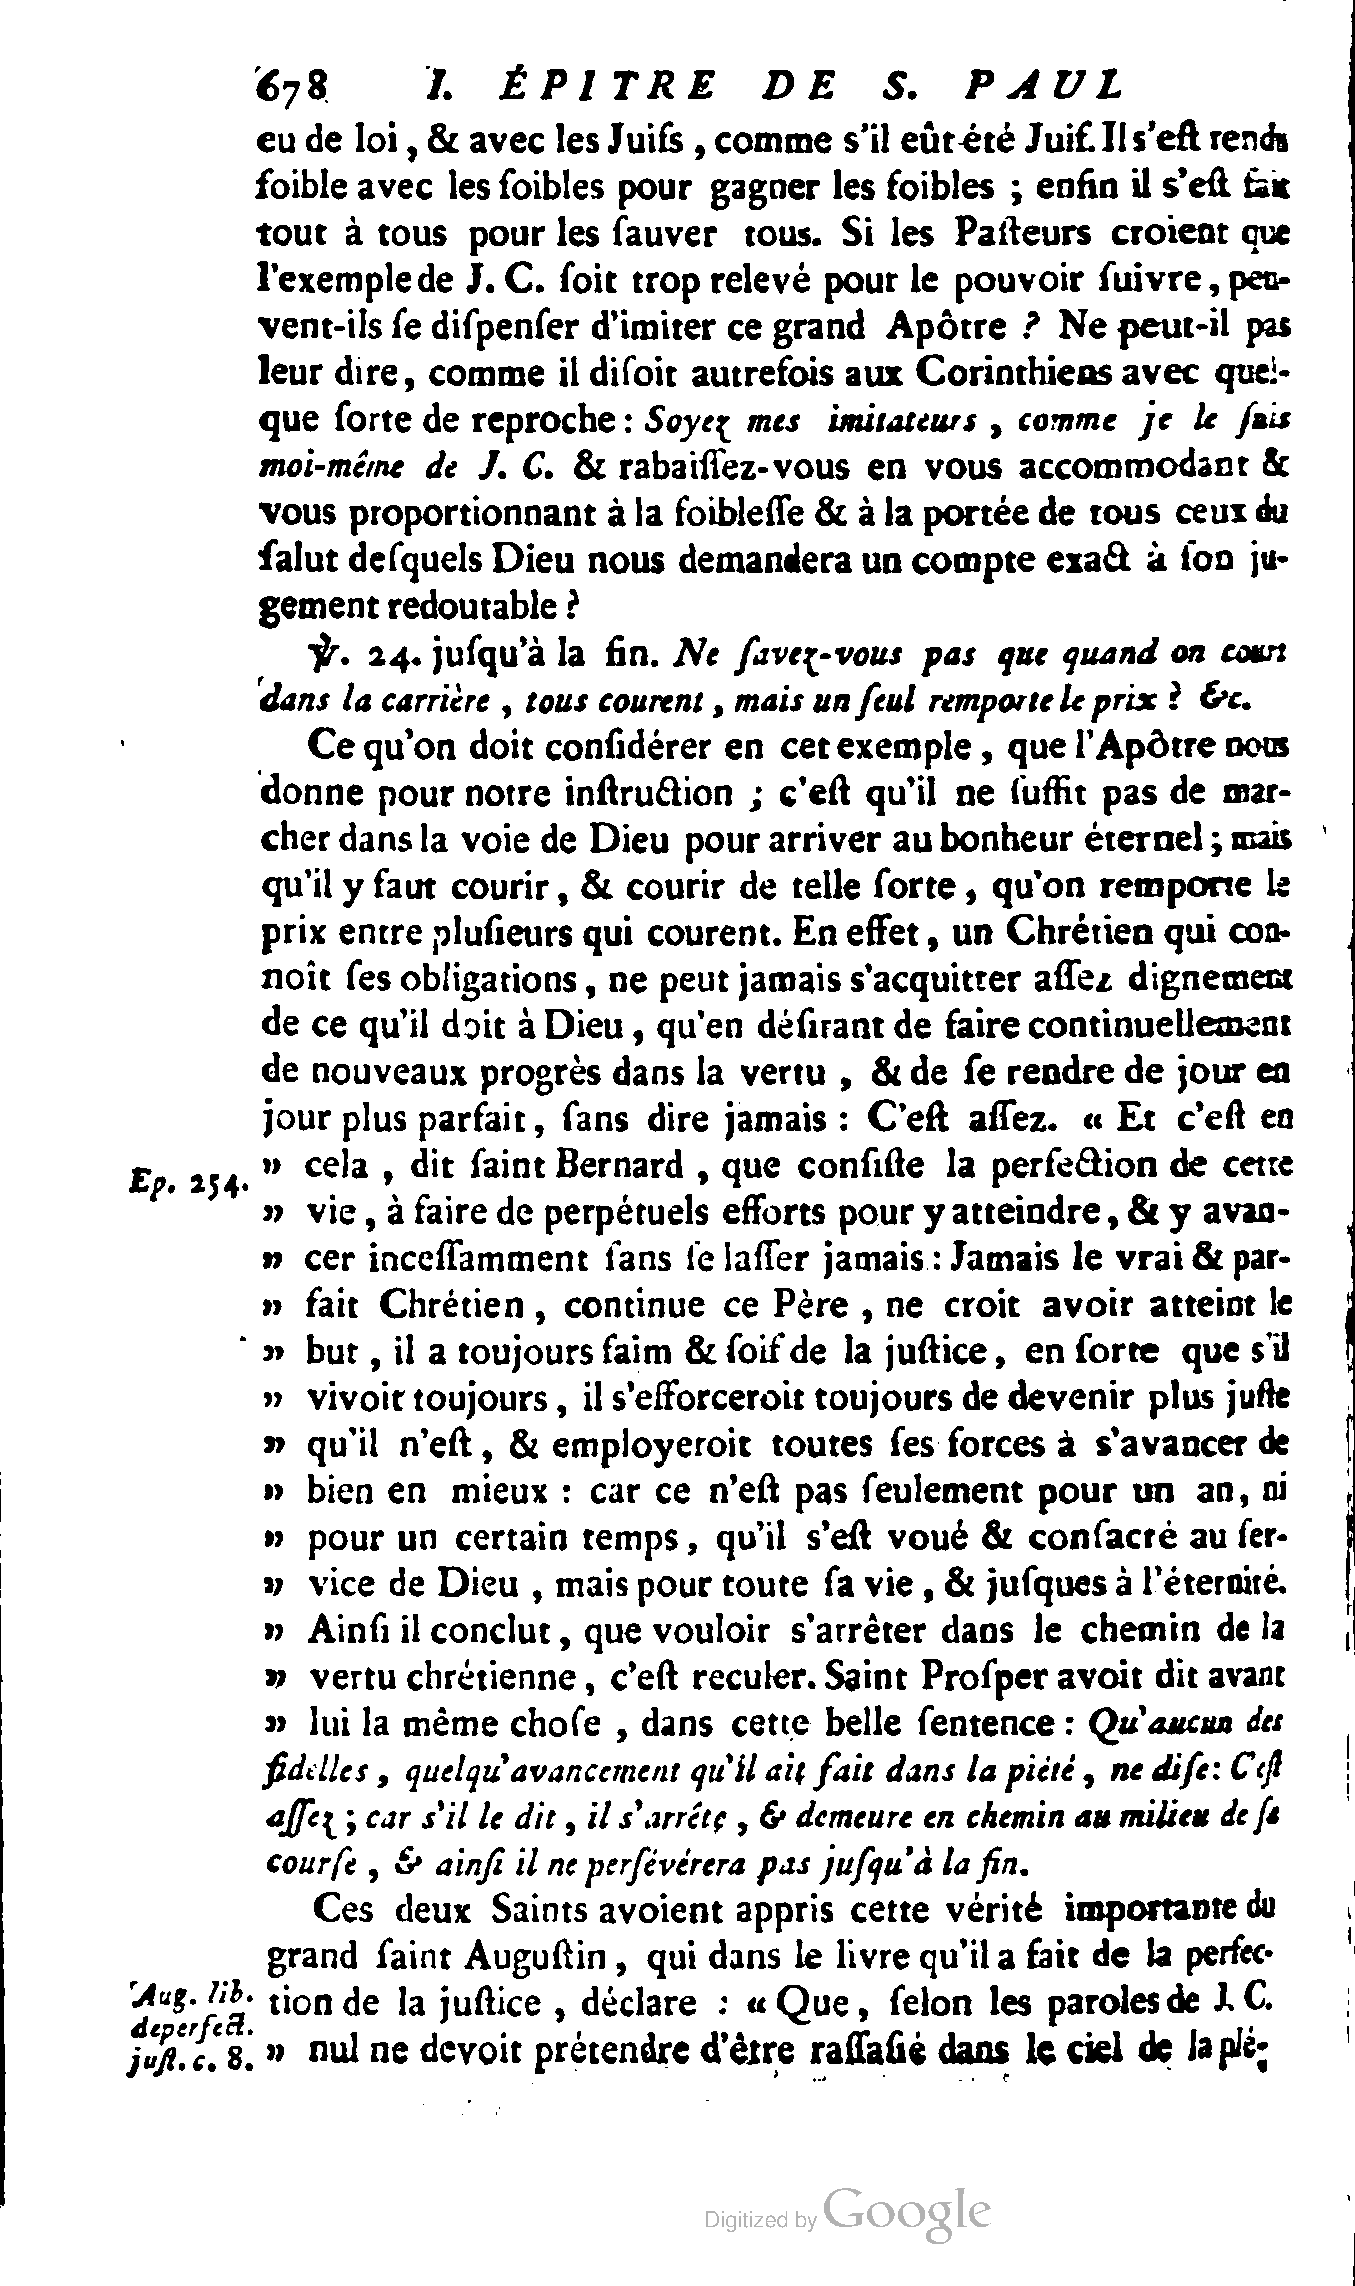 678 I. ÉPITRE DE S. PAUL
eu de loi, & avec les Juifs, comme s'il eût été Juif. Il s'eſt rendu
foible avec les foibles pour gagner les foibles ; enfin il s'eſt fait
tout à tous pour les ſauver tous. Si les Paſteurs croient que
l'exemple de J. C. ſoit trop relevé pour le pouvoir ſuivre, peu-
vent-ils ſe diſpenſer d'imiter ce grand Apôtre ? Ne peut-il pas
leur dire, comme il diſoit autrefois aux Corinthiens avec quel-
que ſorte de reproche : Soyez mes imitateurs, comme je le ſuis
moi-même de J. C. & rabaiſſez-vous en vous accommodant &
vous proportionnant à la foibleſſe & à la portée de tous ceux du
ſalut deſquels Dieu nous demandera un compte exact à ſon ju-
gement redoutable ?
℣. 24. juſqu'à la fin. Ne ſavez-vous pas que quand on court
dans la carrière, tous courent, mais un ſeul remporte le prix ? &c.
Ce qu'on doit conſidérer en cet exemple, que l'Apôtre nous
donne pour notre inſtruction ; c'eſt qu'il ne ſuffit pas de mar-
cher dans la voie de Dieu pour arriver au bonheur éternel ; mais
qu'il y faut courir, & courir de telle ſorte, qu'on remporte le
prix entre pluſieurs qui courent. En effet, un Chrétien qui con-
noît ſes obligations, ne peut jamais s'acquitter aſſez dignement
de ce qu'il doit à Dieu, qu'en déſirant de faire continuellement
de nouveaux progrès dans la vertu, & de ſe rendre de jour en
jour plus parfait, ſans dire jamais : C'eſt aſſez. « Et c'eſt en
Ep. 254. » cela, dit ſaint Bernard, que conſiſte la perfection de cette
» vie, à faire de perpétuels efforts pour y atteindre, & y avan-
» cer inceſſamment ſans ſe laſſer jamais : Jamais le vrai & par-
» fait Chrétien, continue ce Père, ne croit avoir atteint le
» but, il a toujours faim & ſoif de la juſtice, en ſorte que s'il
» vivoit toujours, il s'efforceroit toujours de devenir plus juſte
» qu'il n'eſt, & employeroit toutes ſes forces à s'avancer de
» bien en mieux : car ce n'eſt pas ſeulement pour un an, ni
» pour un certain temps, qu'il s'eſt voué & conſacré au ſer-
» vice de Dieu, mais pour toute ſa vie, & juſques à l'éternité.
» Ainſi il conclut, que vouloir s'arrêter dans le chemin de la
» vertu chrétienne, c'eſt reculer. Saint Proſper avoit dit avant
» lui la même choſe, dans cette belle ſentence : Qu'aucun des
fidelles, quelqu'avancement qu'il ait fait dans la piété, ne diſe : C'eſt
aſſez ; car s'il le dit, il s'arrête, & demeure en chemin au milieu de ſa
courſe, & ainſi il ne perſévérera pas juſqu'à la fin.
Ces deux Saints avoient appris cette vérité importante du
grand ſaint Auguſtin, qui dans le livre qu'il a fait de la perfec-
Aug. lib. tion de la juſtice, déclare : « Que, ſelon les paroles de J. C.
de perfect.
juſt. c. 8. » nul ne devoit prétendre d'être raſſaſié dans le ciel de la plé-
Digitized by Google